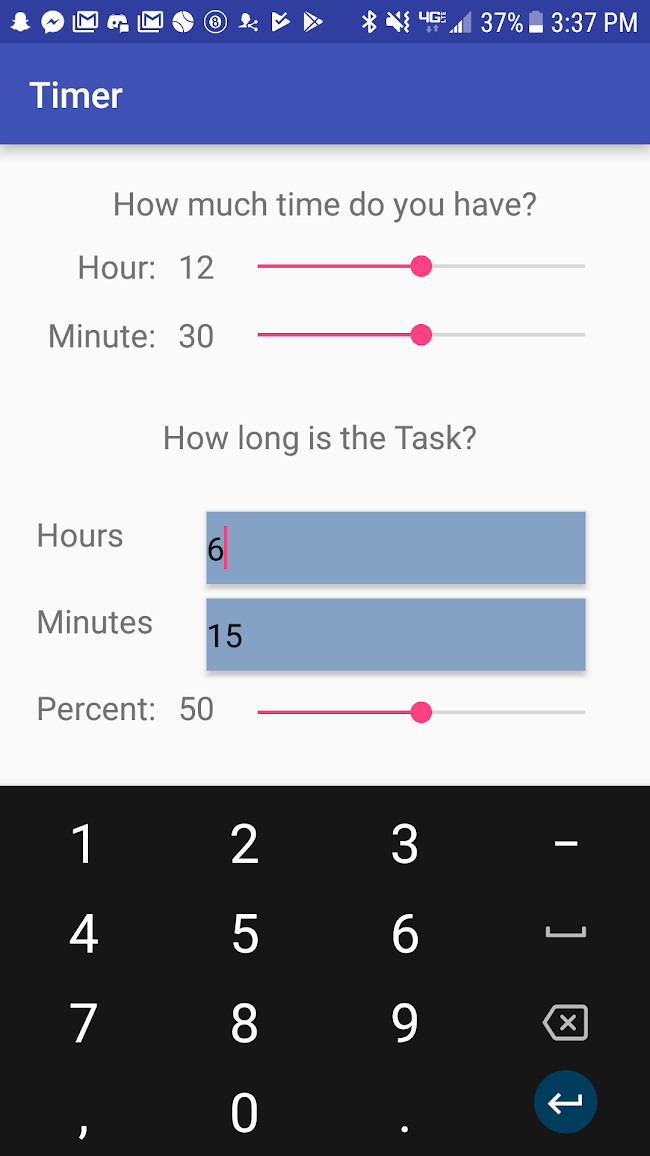 4G 37% 3:37 PM
Timer
How much time do you have?
Hour: 12
Minute: 30
How long is the Task?
Hours 6
Minutes 15
Percent: 50
1 2 3 –
4 5 6
7 8 9
, 0 .